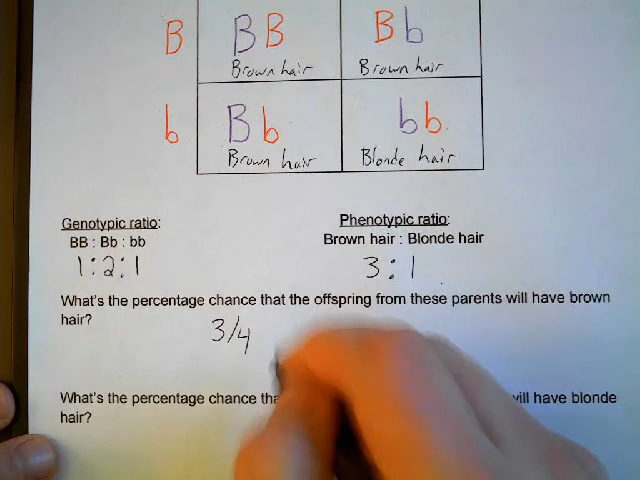 B BB Bb
Brown hair Brown hair
b Bb bb
Brown hair Blonde hair
Genotypic ratio: Phenotypic ratio:
BB : Bb : bb Brown hair : Blonde hair
1:2:1 3:1
What's the percentage chance that the offspring from these parents will have brown
hair?
3/4
What's the percentage chance will have blonde
hair?